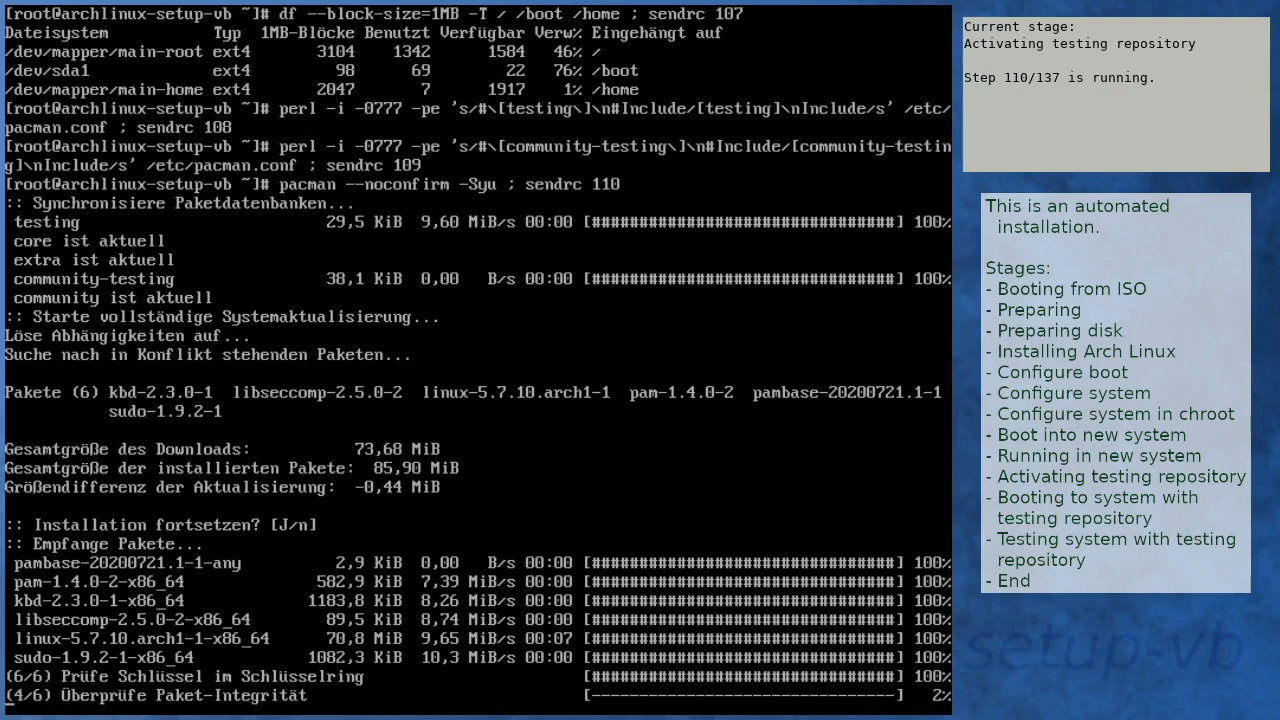 [root@archlinux-setup-vb ~]# df --block-size=1MB -T / /boot /home ; sendrc 107
Dateisystem           Typ  1MB-Blöcke Benutzt Verfügbar Verw% Eingehängt auf
/dev/mapper/main-root ext4       3104    1342      1584   46% /
/dev/sda1             ext4         98      69        22   76% /boot
/dev/mapper/main-home ext4       2047       7      1917    1% /home
[root@archlinux-setup-vb ~]# perl -i -0777 -pe 's/#\[testing\]\n#Include/[testing]\nInclude/s' /etc/
pacman.conf ; sendrc 108
[root@archlinux-setup-vb ~]# perl -i -0777 -pe 's/#\[community-testing\]\n#Include/[community-testin
g]\nInclude/s' /etc/pacman.conf ; sendrc 109
[root@archlinux-setup-vb ~]# pacman --noconfirm -Syu ; sendrc 110
:: Synchronisiere Paketdatenbanken...
 testing                          29,5 KiB  9,60 MiB/s 00:00 [#################################] 100%
 core ist aktuell
 extra ist aktuell
 community-testing                38,1 KiB  0,00   B/s 00:00 [#################################] 100%
 community ist aktuell
:: Starte vollständige Systemaktualisierung...
Löse Abhängigkeiten auf...
Suche nach in Konflikt stehenden Paketen...
Pakete (6) kbd-2.3.0-1  libseccomp-2.5.0-2  linux-5.7.10.arch1-1  pam-1.4.0-2  pambase-20200721.1-1
           sudo-1.9.2-1
Gesamtgröße des Downloads:           73,68 MiB
Gesamtgröße der installierten Pakete:  85,90 MiB
Größendifferenz der Aktualisierung:  -0,44 MiB
:: Installation fortsetzen? [J/n]
:: Empfange Pakete...
 pambase-20200721.1-1-any          2,9 KiB  0,00   B/s 00:00 [#################################] 100%
 pam-1.4.0-2-x86_64              582,9 KiB  7,39 MiB/s 00:00 [#################################] 100%
 kbd-2.3.0-1-x86_64             1183,8 KiB  8,26 MiB/s 00:00 [#################################] 100%
 libseccomp-2.5.0-2-x86_64        89,5 KiB  8,74 MiB/s 00:00 [#################################] 100%
 linux-5.7.10.arch1-1-x86_64      70,8 MiB  9,65 MiB/s 00:07 [#################################] 100%
 sudo-1.9.2-1-x86_64            1082,3 KiB  10,3 MiB/s 00:00 [#################################] 100%
(6/6) Prüfe Schlüssel im Schlüsselring                       [#################################] 100%
(4/6) Überprüfe Paket-Integrität                             [---------------------------------]   2%
Current stage:
Activating testing repository
Step 110/137 is running.
This is an automated
installation.
Stages:
- Booting from ISO
- Preparing
- Preparing disk
- Installing Arch Linux
- Configure boot
- Configure system
- Configure system in chroot
- Boot into new system
- Running in new system
- Activating testing repository
- Booting to system with
testing repository
- Testing system with testing
repository
- End
setup-vb